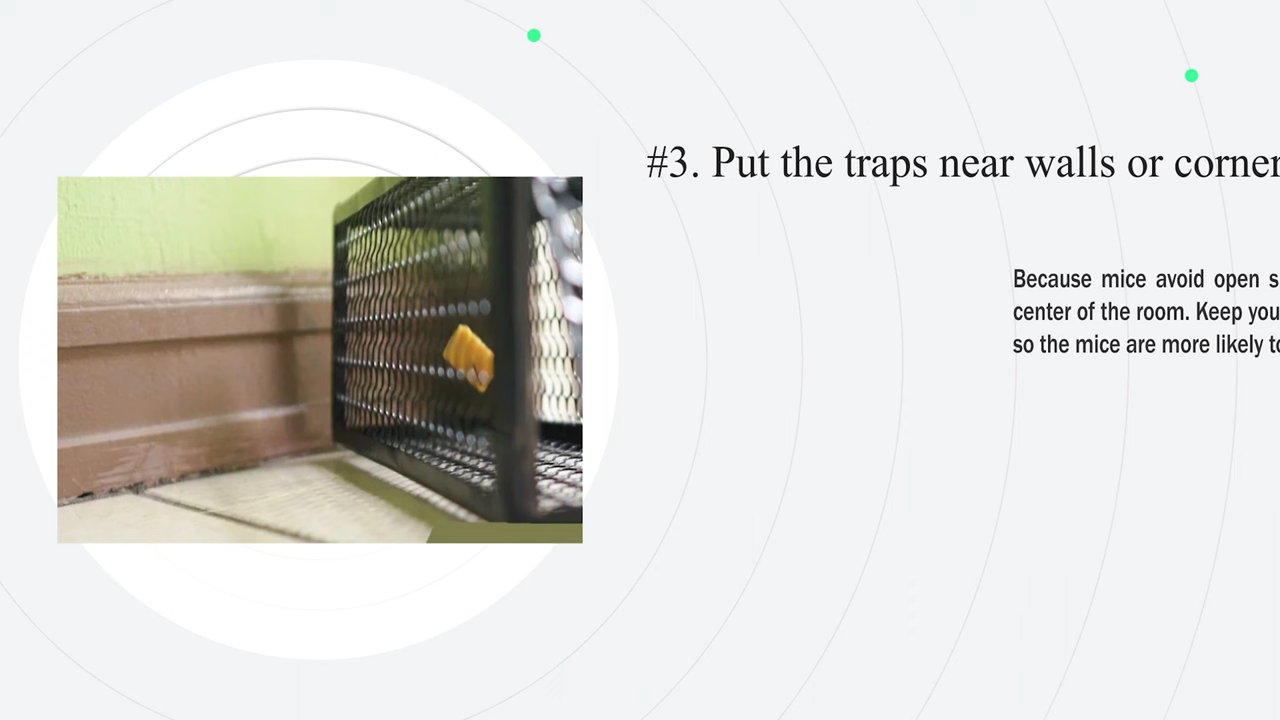 #3. Put the traps near walls or corner
Because mice avoid open s
center of the room. Keep you
so the mice are more likely to